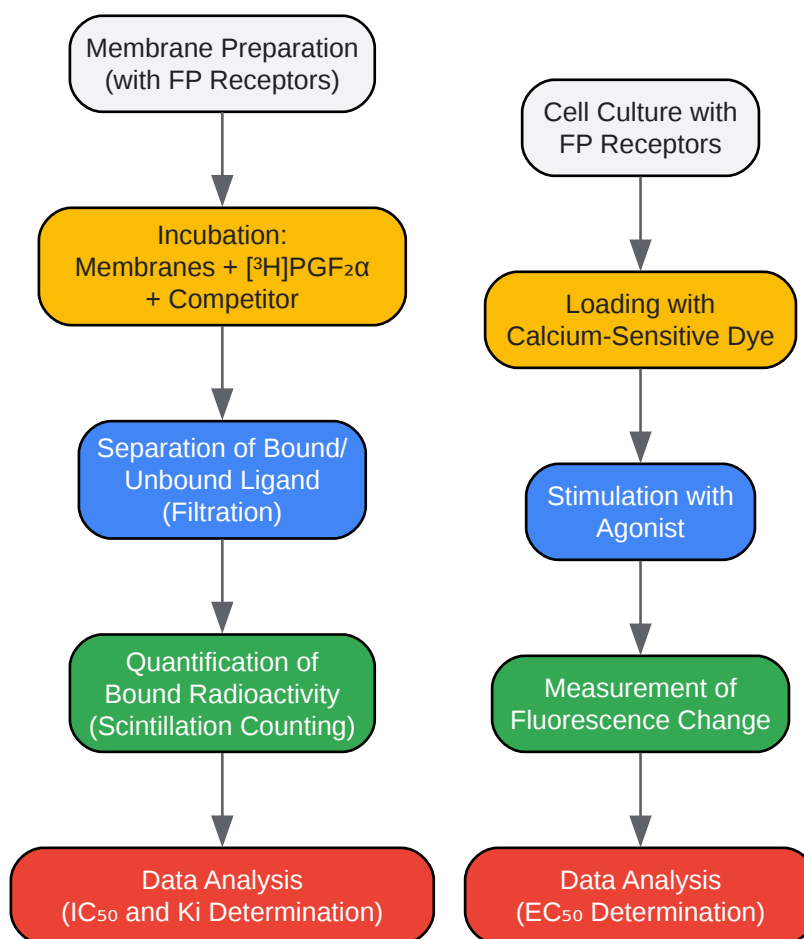 Membrane Preparation
(with FP Receptors)
Incubation:
Membranes + [³H]PGF₂α
+ Competitor
Separation of Bound/
Unbound Ligand
(Filtration)
Quantification of
Bound Radioactivity
(Scintillation Counting)
Data Analysis
(IC₅₀ and Ki Determination)
Cell Culture with
FP Receptors
Loading with
Calcium-Sensitive Dye
Stimulation with
Agonist
Measurement of
Fluorescence Change
Data Analysis
(EC₅₀ Determination)